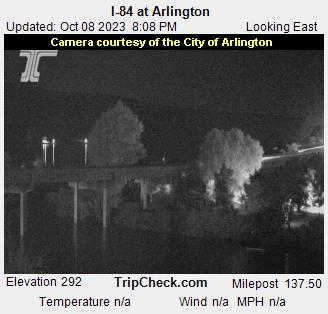 I-84 at Arlington
Updated: Oct 08 2023 8:08 PM Looking East
Camera courtesy of the City of Arlington
Elevation 292 TripCheck.com Milepost 137.50
Temperature n/a Wind n/a MPH n/a